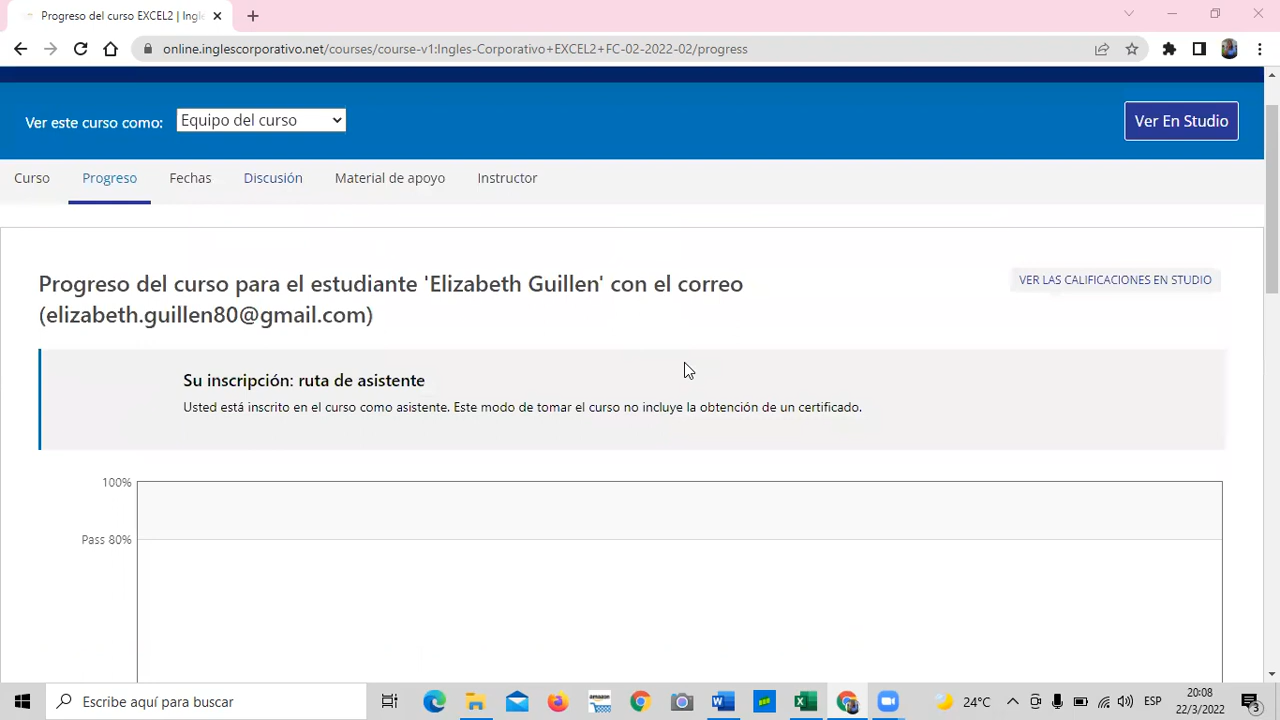 Progreso del curso EXCEL2 | Ingl
online.inglescorporativo.net/courses/course-v1:Ingles-Corporativo+EXCEL2+FC-02-2022-02/progress
Ver este curso como:
Equipo del curso
Ver En Studio
Curso
Progreso
Fechas
Discusión
Material de apoyo
Instructor
Progreso del curso para el estudiante 'Elizabeth Guillen' con el correo
(elizabeth.guillen80@gmail.com)
VER LAS CALIFICACIONES EN STUDIO
Su inscripción: ruta de asistente
Usted está inscrito en el curso como asistente. Este modo de tomar el curso no incluye la obtención de un certificado.
100%
Pass 80%
Escribe aquí para buscar
24°C
ESP
20:08
22/3/2022
3